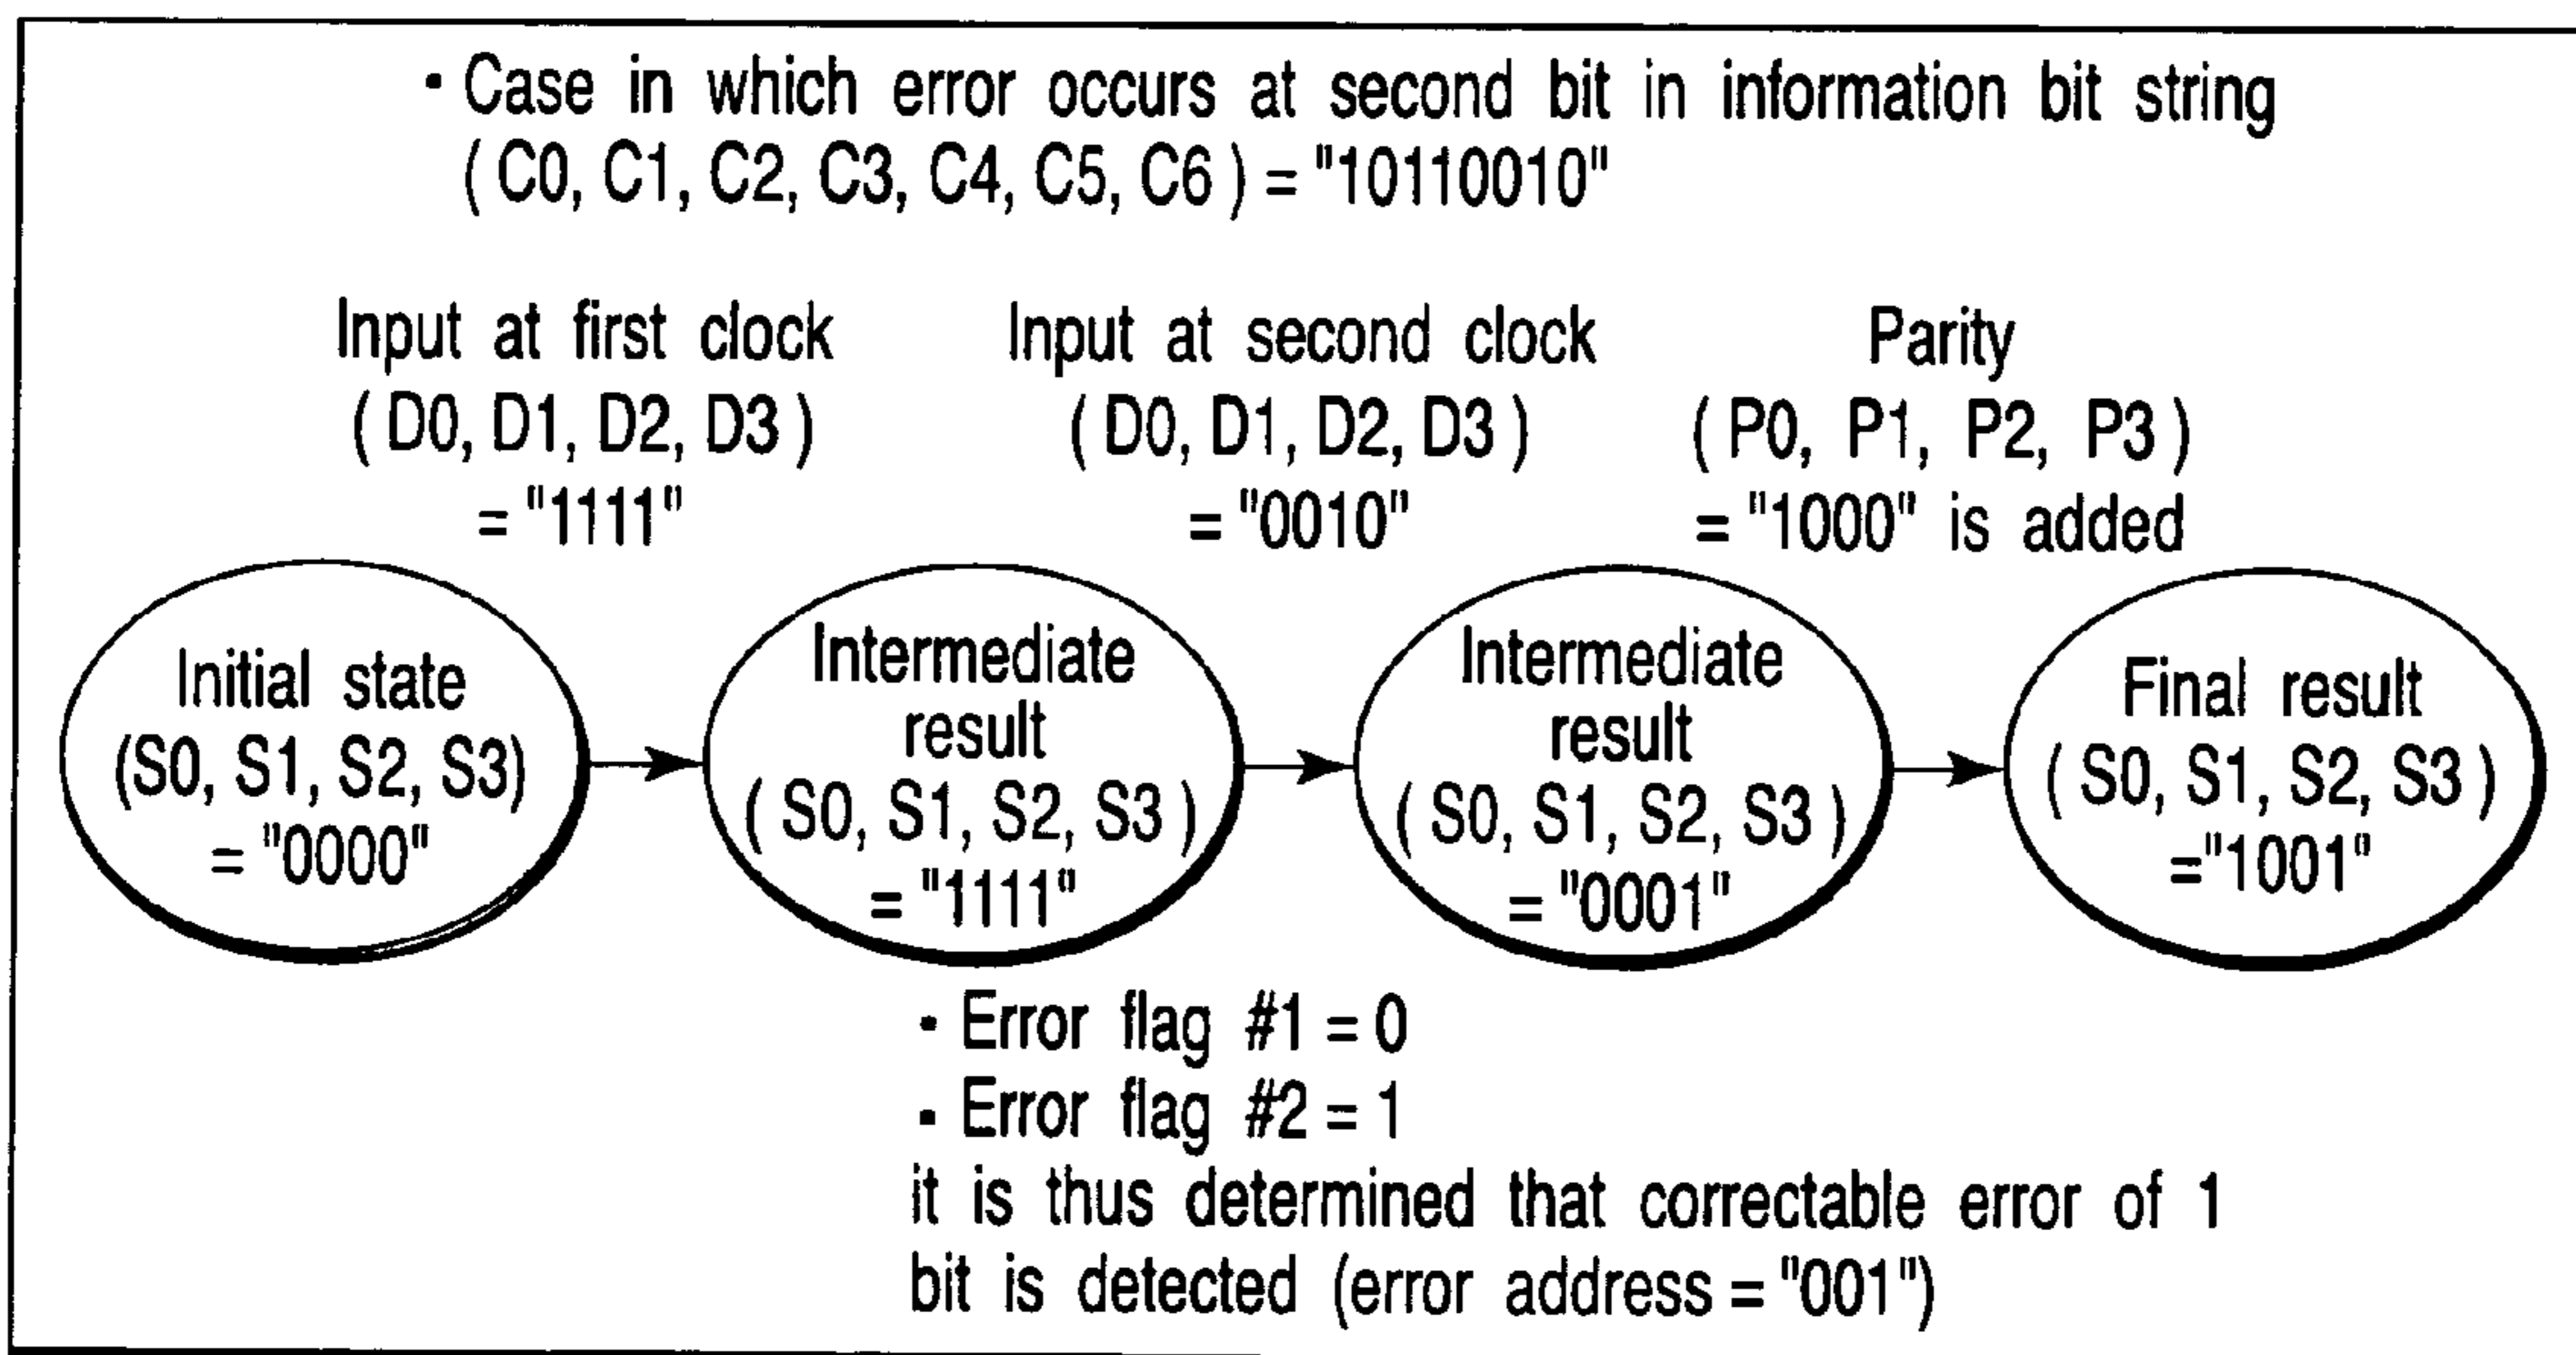 · Case in which error occurs at second bit in information bit string
( C0, C1, C2, C3, C4, C5, C6 ) = "10110010"
Input at first clock
( D0, D1, D2, D3 )
= "1111"
Input at second clock
( D0, D1, D2, D3 )
= "0010"
Parity
( P0, P1, P2, P3 )
= "1000" is added
Initial state
(S0, S1, S2, S3)
= "0000"
Intermediate
result
( S0, S1, S2, S3 )
= "1111"
Intermediate
result
( S0, S1, S2, S3 )
= "0001"
Final result
( S0, S1, S2, S3 )
="1001"
· Error flag #1 = 0
· Error flag #2 = 1
it is thus determined that correctable error of 1
bit is detected (error address = "001")